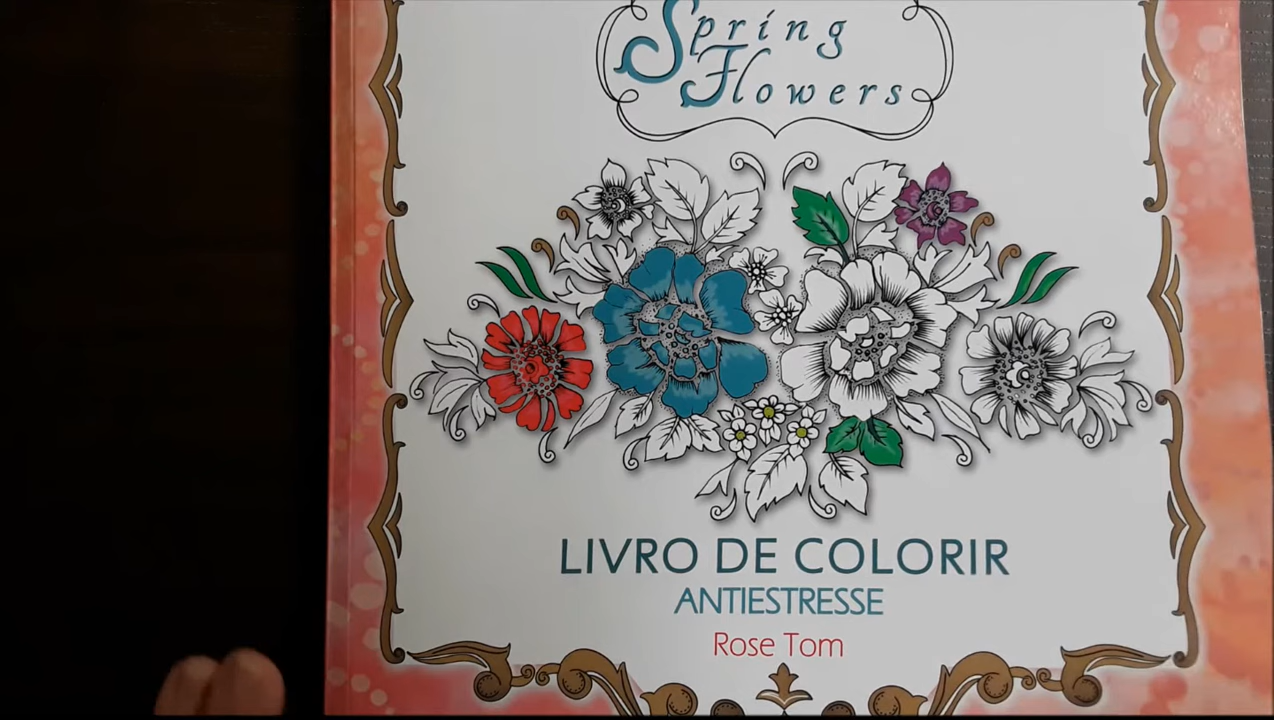 Spring
Flowers
LIVRO DE COLORIR
ANTIESTRESSE
Rose Tom